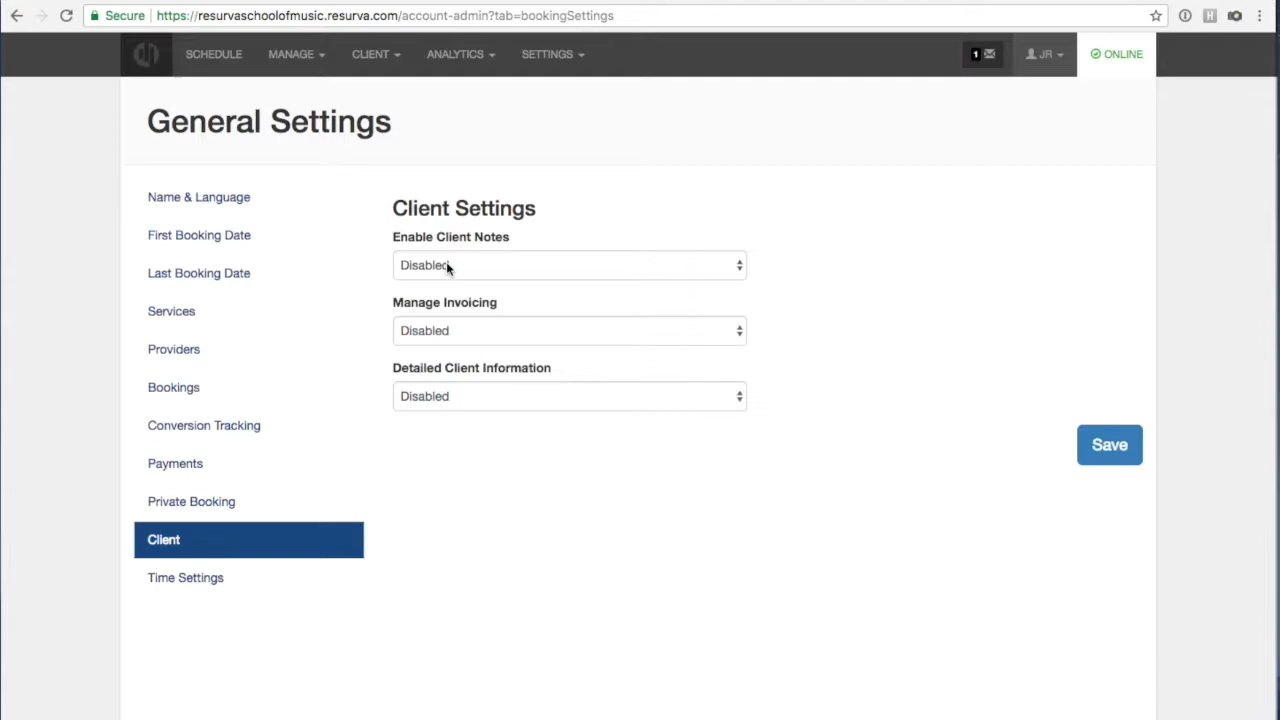 Secure https://resurvaschoolofmusic.resurva.com/account-admin?tab=bookingSettings
SCHEDULE MANAGE CLIENT ANALYTICS SETTINGS 1 JR ONLINE
General Settings
Name & Language
First Booking Date
Last Booking Date
Services
Providers
Bookings
Conversion Tracking
Payments
Private Booking
Client
Time Settings
Client Settings
Enable Client Notes
Disabled
Manage Invoicing
Disabled
Detailed Client Information
Disabled
Save